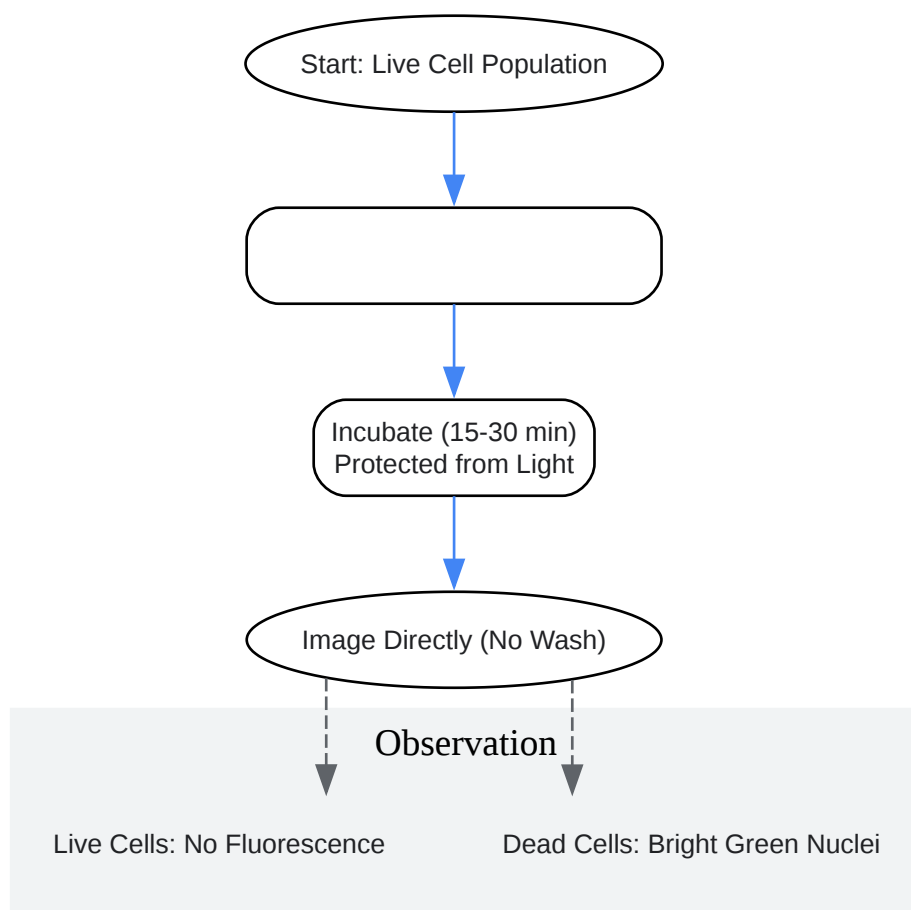 Start: Live Cell Population
Incubate (15-30 min)
Protected from Light
Image Directly (No Wash)
Observation
Live Cells: No Fluorescence
Dead Cells: Bright Green Nuclei